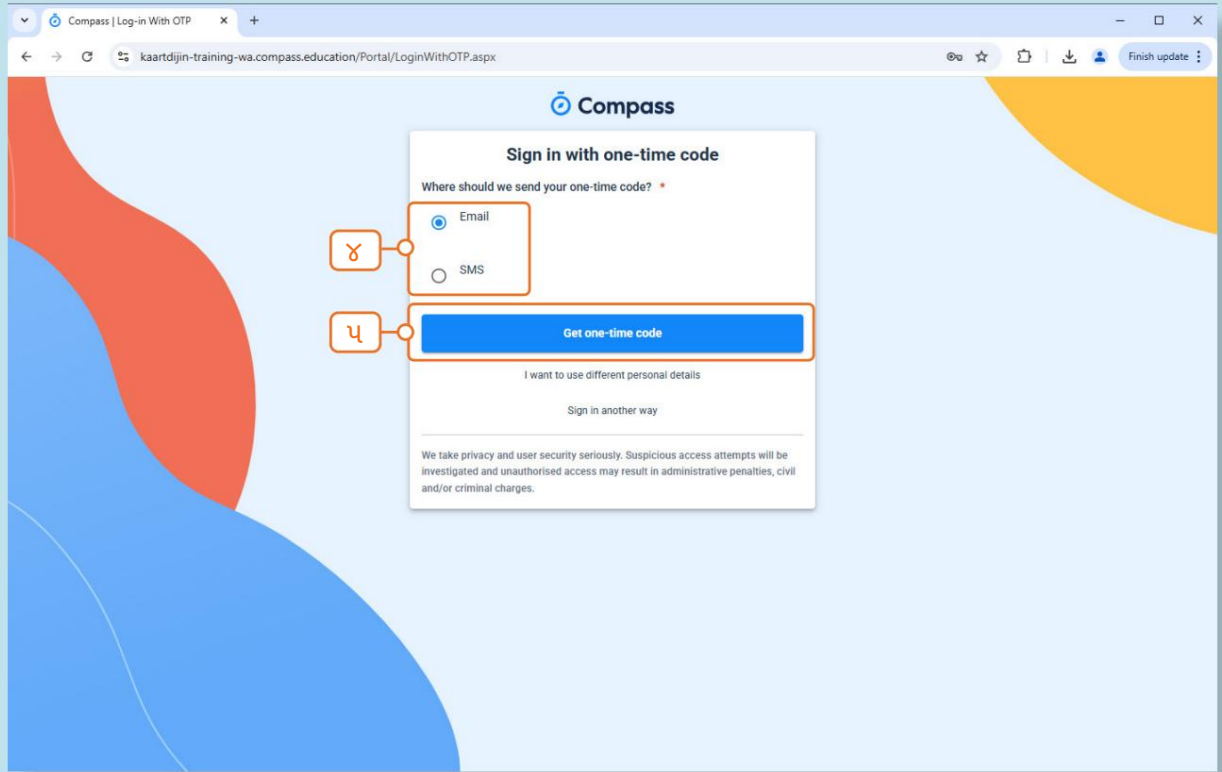 Compass | Log-in With OTP
kaartdijin-training-wa.compass.education/Portal/LoginWithOTP.aspx
Finish update
Compass
Sign in with one-time code
Where should we send your one-time code? *
Email
૪
SMS
૫
Get one-time code
I want to use different personal details
Sign in another way
We take privacy and user security seriously. Suspicious access attempts will be
investigated and unauthorised access may result in administrative penalties, civil
and/or criminal charges.